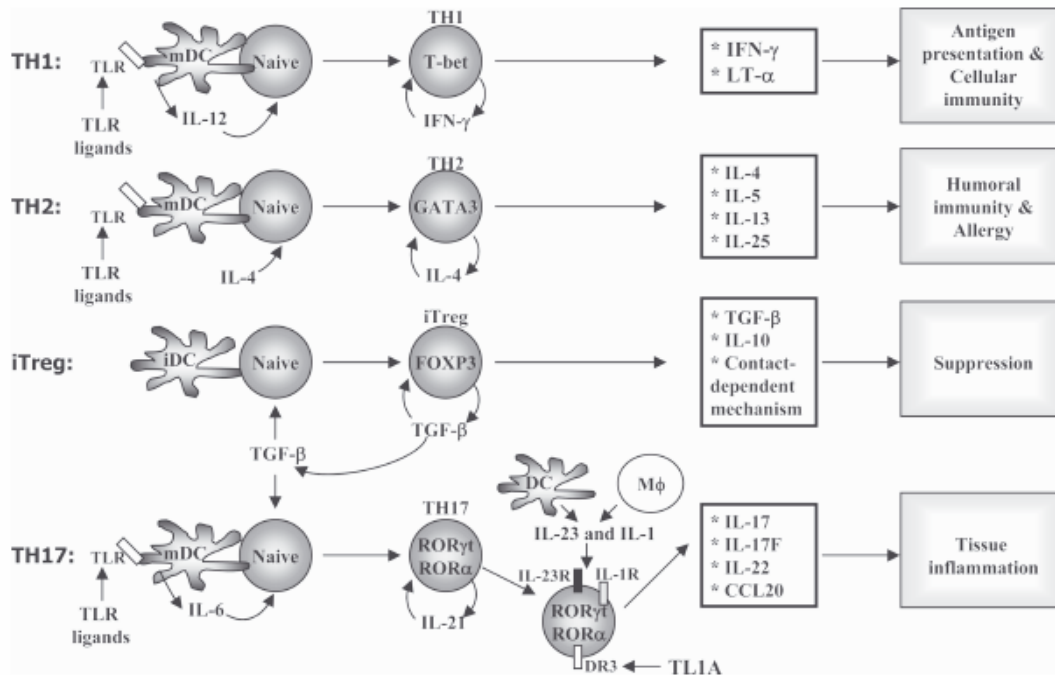 TH1:
TLR
TLR
ligands
mDC
Naive
IL-12
TH1
T-bet
IFN-γ
* IFN-γ
* LT-α
Antigen
presentation &
Cellular
immunity
TH2:
TLR
TLR
ligands
mDC
Naive
IL-4
TH2
GATA3
IL-4
* IL-4
* IL-5
* IL-13
* IL-25
Humoral
immunity &
Allergy
iTreg:
iDC
Naive
iTreg
FOXP3
TGF-β
TGF-β
* TGF-β
* IL-10
* Contact-
dependent
mechanism
Suppression
TH17:
TLR
TLR
ligands
mDC
Naive
IL-6
TH17
RORγt
RORα
IL-21
DC
Mϕ
IL-23 and IL-1
IL-23R
IL-1R
RORγt
RORα
DR3
TL1A
* IL-17
* IL-17F
* IL-22
* CCL20
Tissue
inflammation